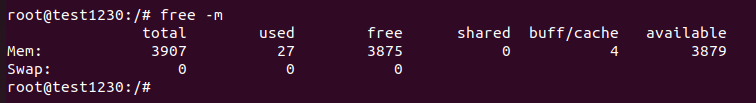 root@test1230:/# free -m
total used free shared buff/cache available
Mem: 3907 27 3875 0 4 3879
Swap: 0 0 0
root@test1230:/#